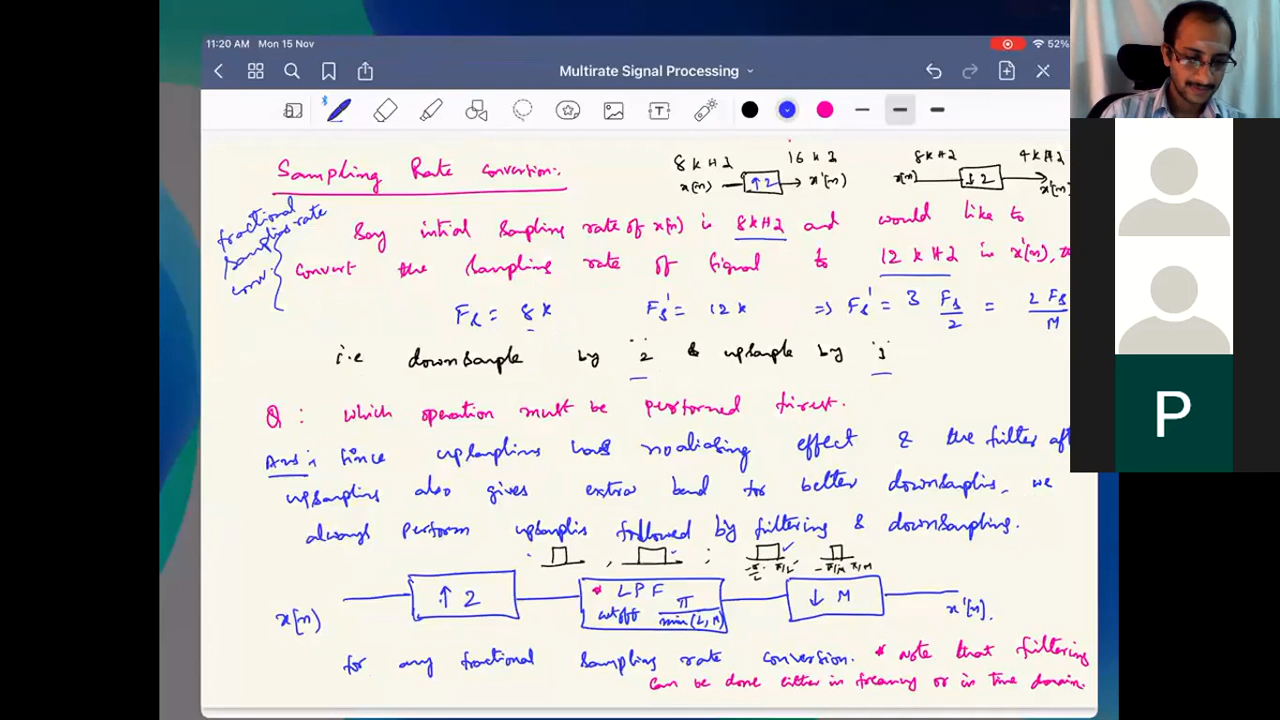 11:20 AM Mon 15 Nov
52%
Multirate Signal Processing
Sampling Rate convertion:
8kHz 16kHz
x[n] ↑2 x'[n]
8kHz 4kHz
x[n] ↓2 x'[n]
fractional
Sampling rate
conv.
Say intial Sampling rate of x[n] is 8kHz and would like to
convert the sampling rate of signal to 12kHz in x'[n],
Fs = 8k Fs' = 12k ⇒ Fs' = 3 Fs/2 = L Fs/M
i.e downsample by '2' & upsample by '3'
Q: which operation must be performed first.
Ans: Since upsampling has no aliasing effect & the filter aft
upsampling also gives extra band for better downsampling, we
always perform upsampling followed by filtering & downsampling.
-π/L π/L -π/M π/M
x[n] ↑ L * LPF cutoff π/min(L,M) ↓ M x'[n].
for any fractional sampling rate conversion. * Note that filtering
can be done either in frequency or in time domain.
P